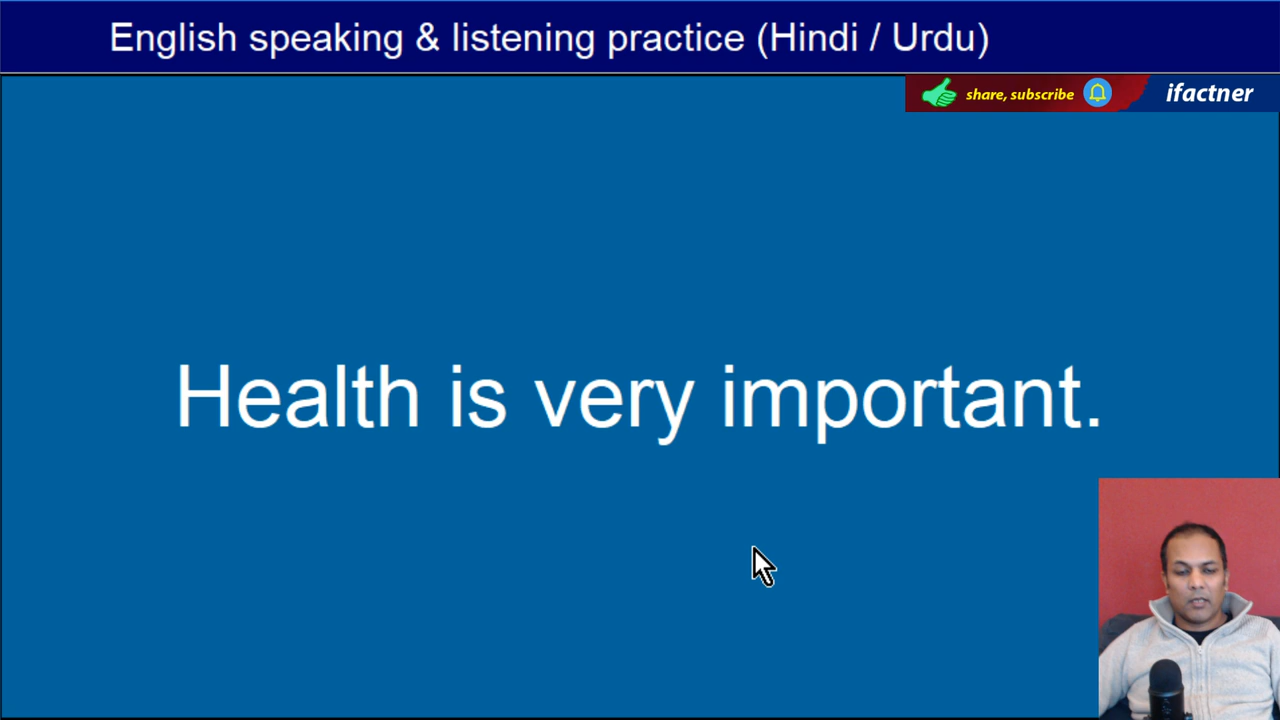 English speaking & listening practice (Hindi / Urdu)
share, subscribe
ifactner
Health is very important.